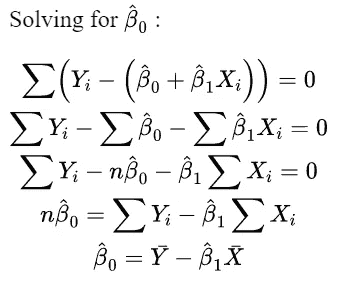 Solving for β̂₀ :
∑(Yᵢ − (β̂₀ + β̂₁Xᵢ)) = 0
∑Yᵢ − ∑β̂₀ − ∑β̂₁Xᵢ = 0
∑Yᵢ − nβ̂₀ − β̂₁∑Xᵢ = 0
nβ̂₀ = ∑Yᵢ − β̂₁∑Xᵢ
β̂₀ = Ȳ − β̂₁X̄